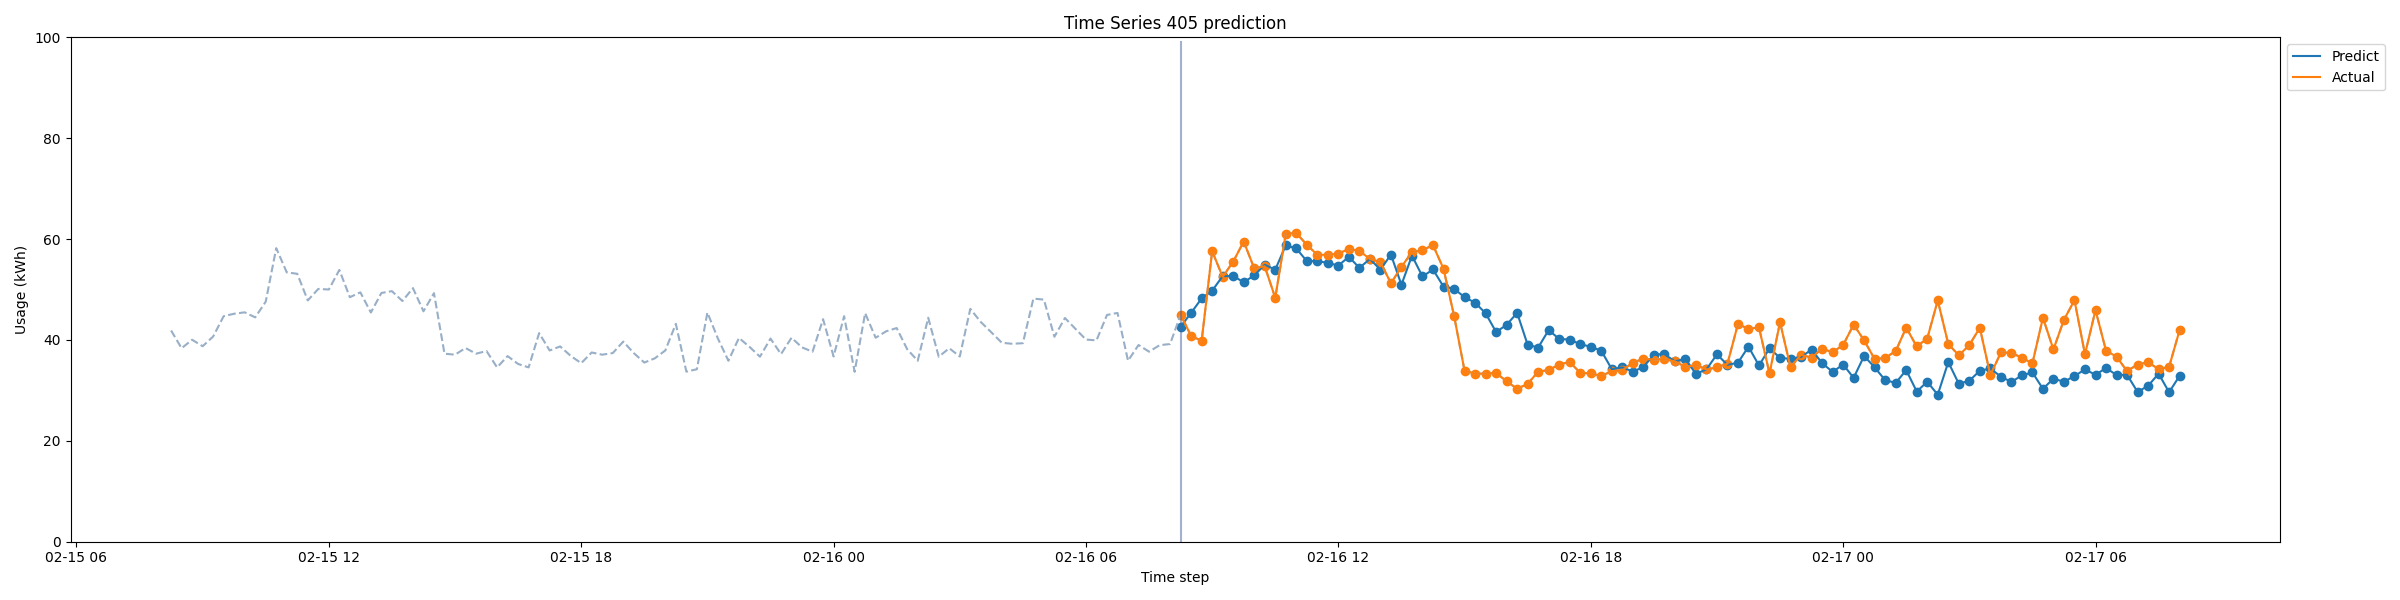 Time Series 405 prediction
100
80
60
40
20
0
Usage (kWh)
Predict
Actual
02-15 06 02-15 12 02-15 18 02-16 00 02-16 06 02-16 12 02-16 18 02-17 00 02-17 06
Time step